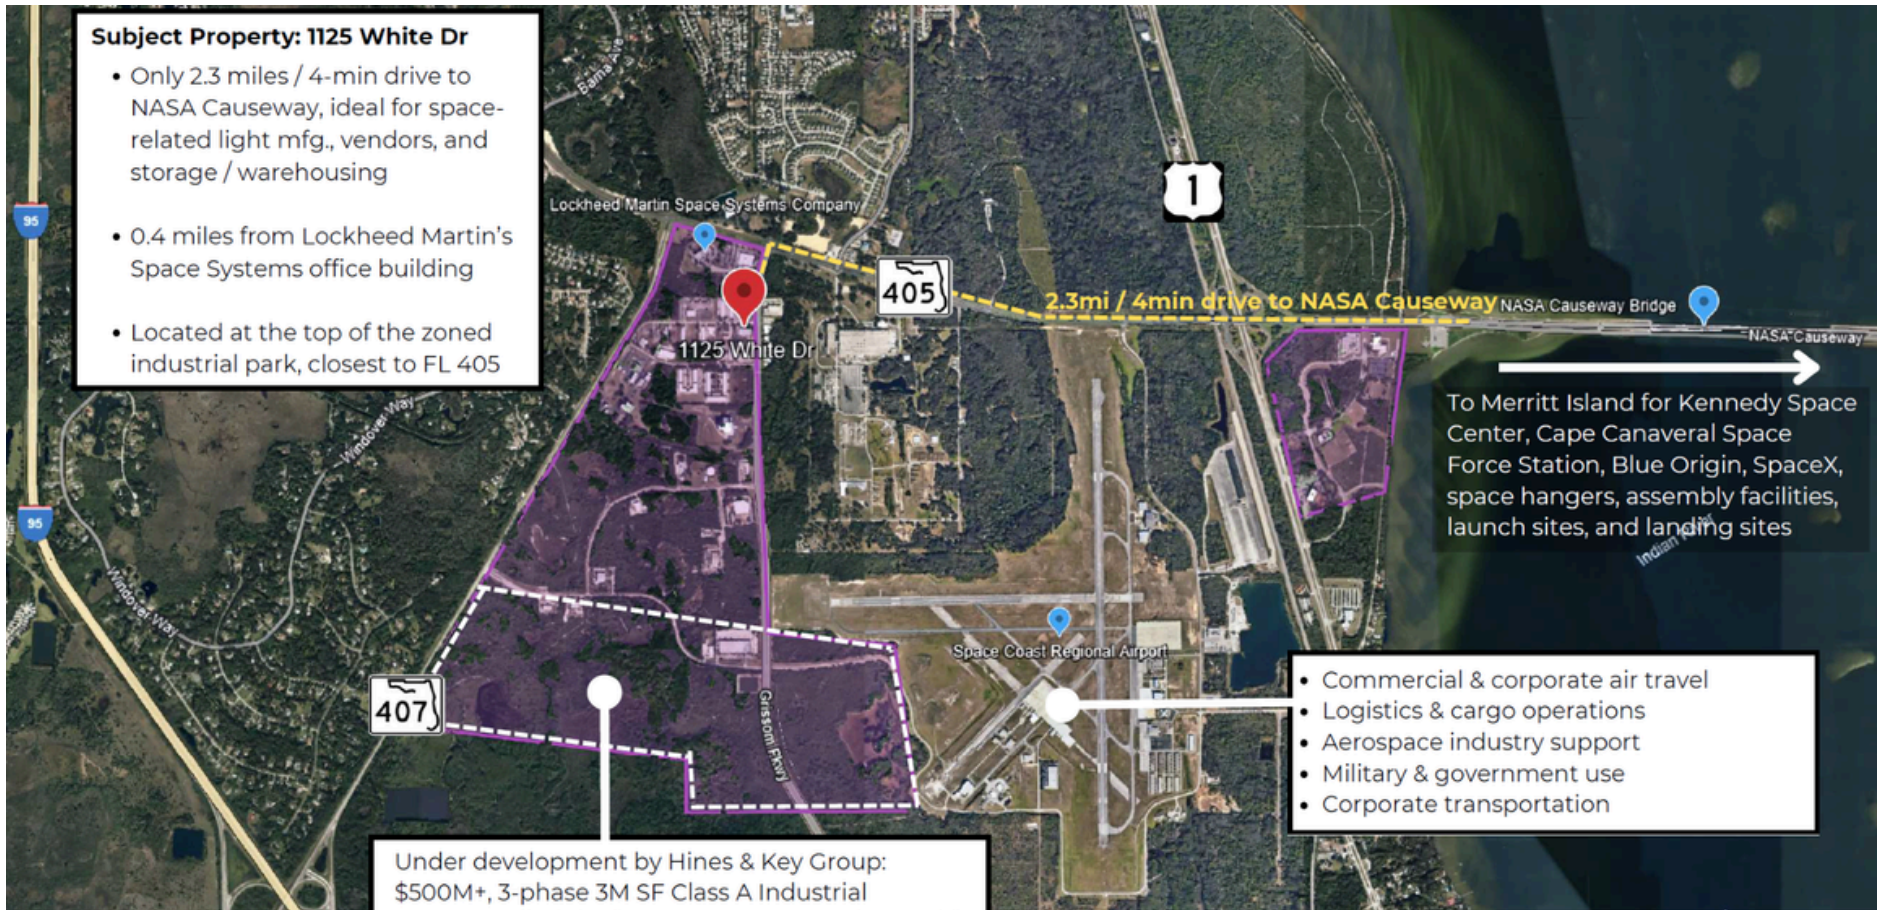 Subject Property: 1125 White Dr
• Only 2.3 miles / 4-min drive to
NASA Causeway, ideal for space-
related light mfg., vendors, and
storage / warehousing
• 0.4 miles from Lockheed Martin's
Space Systems office building
• Located at the top of the zoned
industrial park, closest to FL 405
95
95
Bama Ave
Lockheed Martin Space Systems Company
1
405
2.3mi / 4min drive to NASA Causeway
NASA Causeway Bridge
NASA Causeway
1125 White Dr
To Merritt Island for Kennedy Space
Center, Cape Canaveral Space
Force Station, Blue Origin, SpaceX,
space hangers, assembly facilities,
launch sites, and landing sites
Indian River
Windover Way
Windover Way
407
Grissom Pkwy
Space Coast Regional Airport
• Commercial & corporate air travel
• Logistics & cargo operations
• Aerospace industry support
• Military & government use
• Corporate transportation
Under development by Hines & Key Group:
$500M+, 3-phase 3M SF Class A Industrial